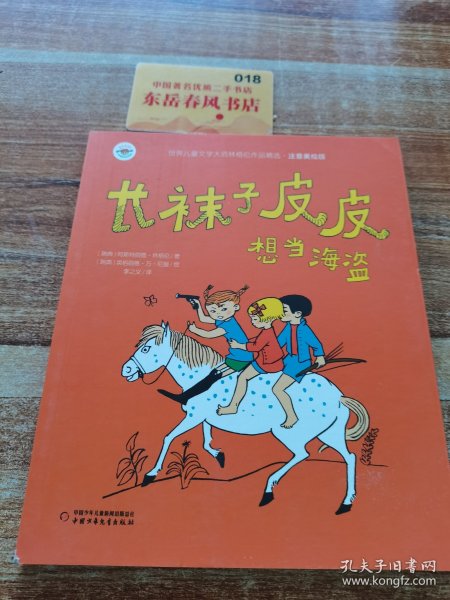 018
中国著名优质二手书店
东岳春风书店
世界儿童文学大师林格伦作品精选·注音美绘版
长袜子皮皮
想当海盗
[瑞典] 阿斯特丽德·林格伦/著
[瑞典] 英格丽德·万·尼曼/绘
李之义/译
中国少年儿童新闻出版总社
中国少年儿童出版社
孔夫子旧书网
www.kongfz.com